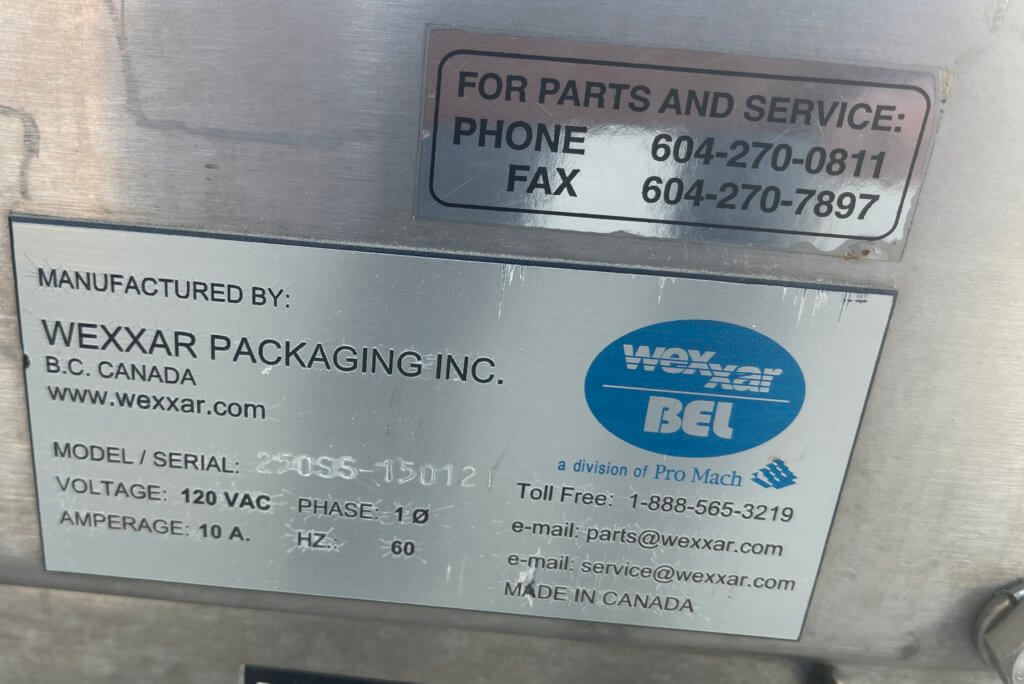 FOR PARTS AND SERVICE:
PHONE 604-270-0811
FAX 604-270-7897
MANUFACTURED BY:
WEXXAR PACKAGING INC.
B.C. CANADA
www.wexxar.com
MODEL / SERIAL: 250SS-15012
VOLTAGE: 120 VAC PHASE: 1 Ø
AMPERAGE: 10 A. HZ.: 60
wexxar
BEL
a division of Pro Mach
Toll Free: 1-888-565-3219
e-mail: parts@wexxar.com
e-mail: service@wexxar.com
MADE IN CANADA